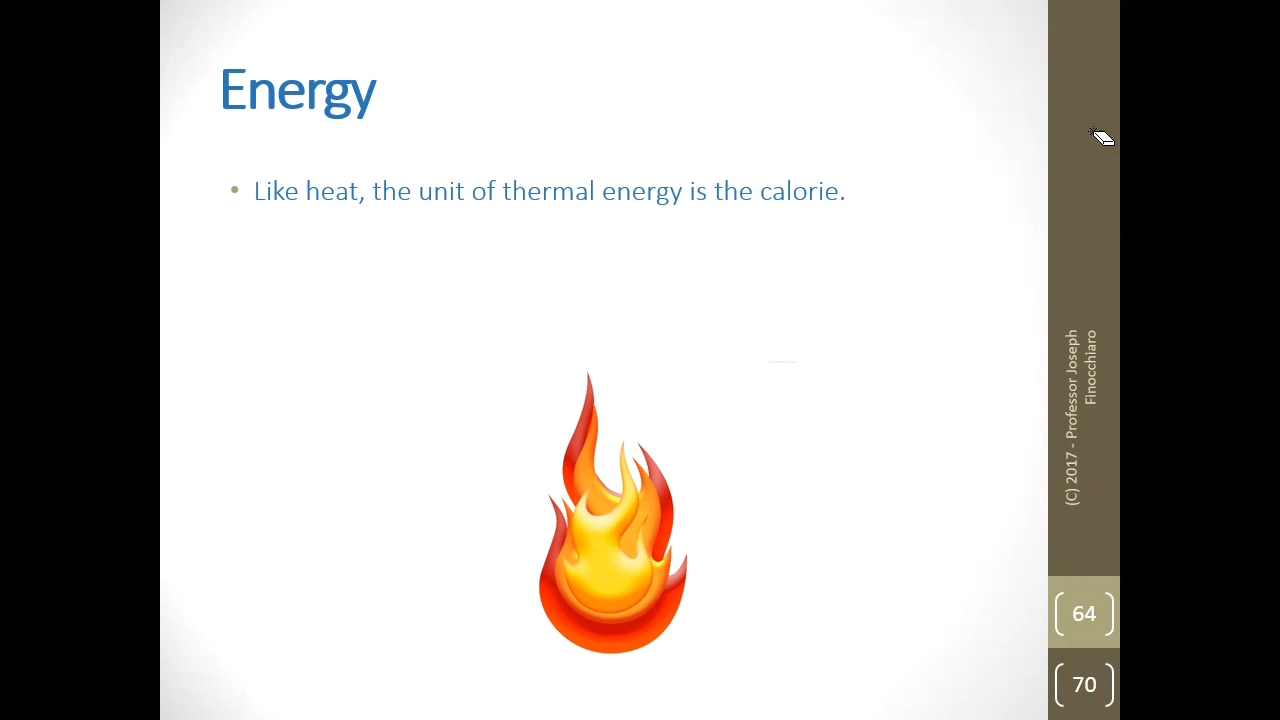 Energy
• Like heat, the unit of thermal energy is the calorie.
(C) 2017 - Professor Joseph
Finocchiaro
64
70